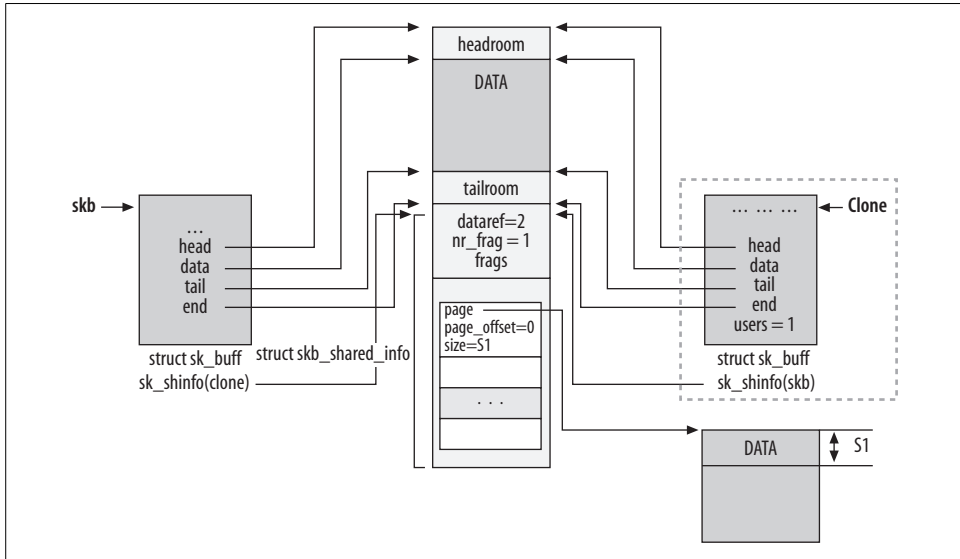 headroom
DATA
tailroom
skb
...
head
data
tail
end
struct sk_buff
sk_shinfo(clone)
struct skb_shared_info
dataref=2
nr_frag = 1
frags
page
page_offset=0
size=S1
. . .
... ... ...
Clone
head
data
tail
end
users = 1
struct sk_buff
sk_shinfo(skb)
DATA
S1